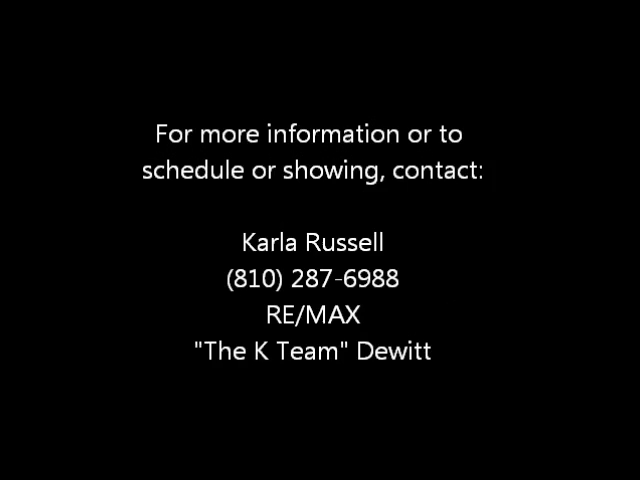 For more information or to
schedule or showing, contact:
Karla Russell
(810) 287-6988
RE/MAX
"The K Team" Dewitt